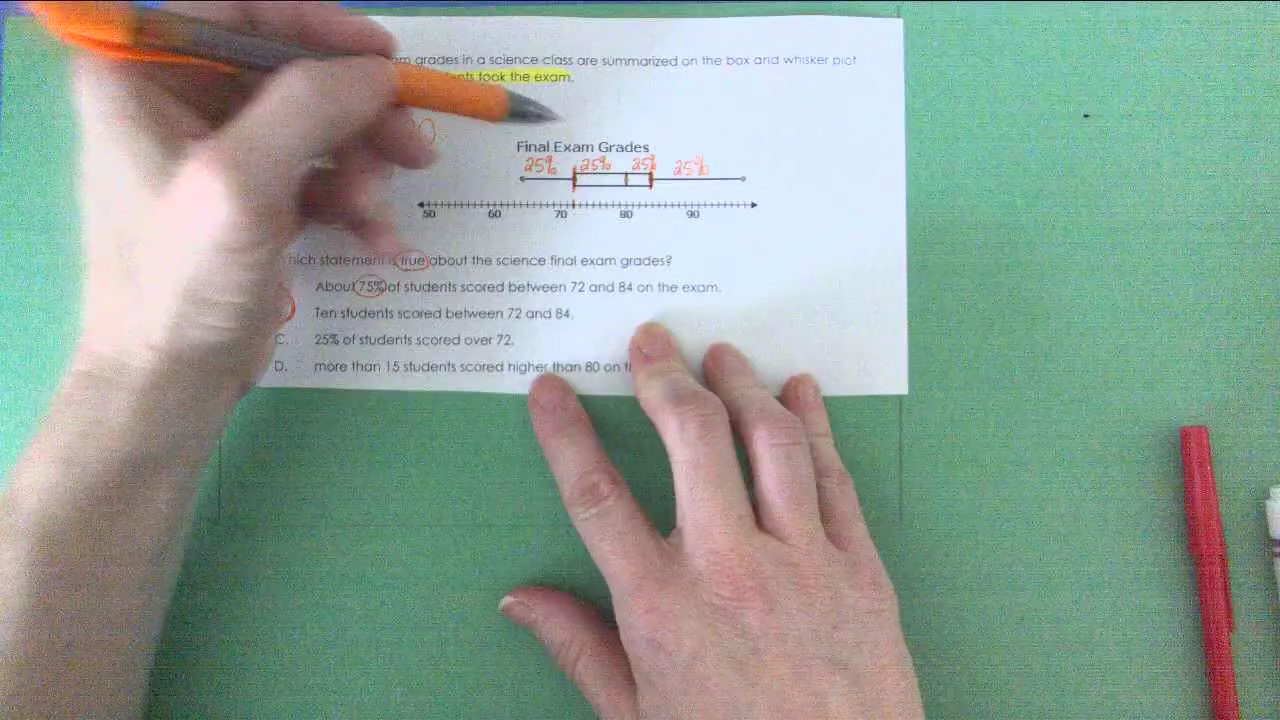 grades in a science class are summarized on the box and whisker plot
took the exam.
Final Exam Grades
25% 25% 25% 25%
50 60 70 80 90
statement is true about the science final exam grades?
About 75% of students scored between 72 and 84 on the exam.
Ten students scored between 72 and 84.
C. 25% of students scored over 72.
D. more than 15 students scored higher than 80 on